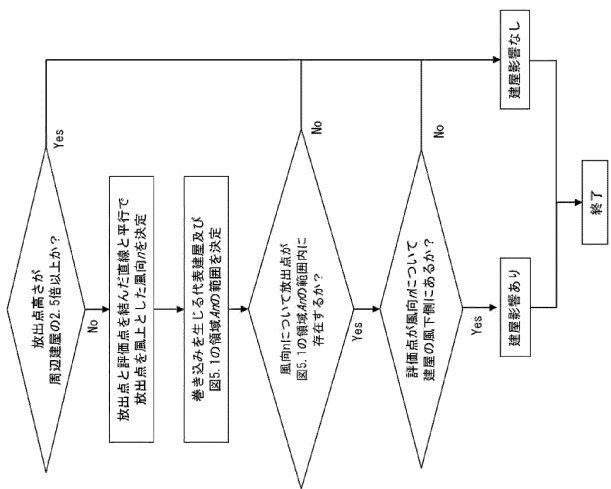 放出点高さが
周辺建屋の2.5倍以上か？
Yes
No
放出点と評価点を結んだ直線と平行で
放出点を風上とした風向nを決定
巻き込みを生じる代表建屋及び
図5.1の領域Anの範囲を決定
風向nについて放出点が
図5.1の領域Anの範囲内に
存在するか？
No
Yes
評価点が風向nについて
建屋の風下側にあるか？
No
Yes
建屋影響あり
建屋影響なし
終了